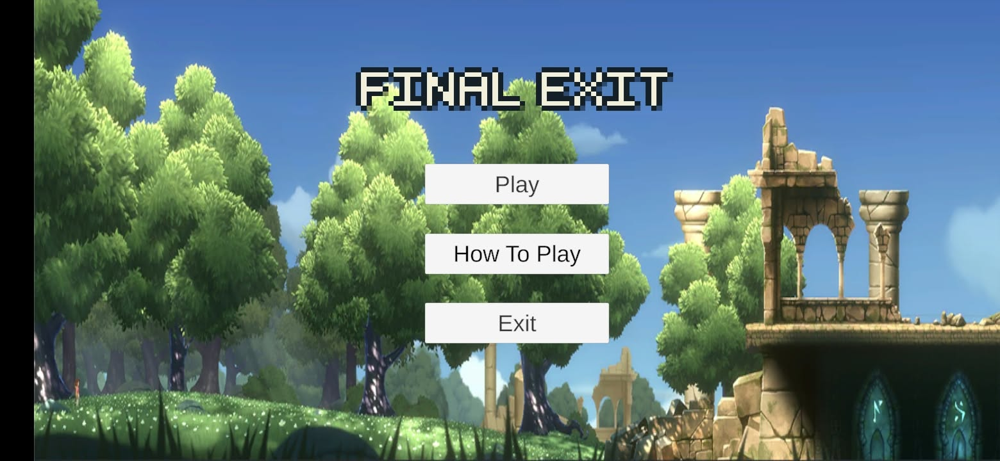 FINAL EXIT
Play
How To Play
Exit